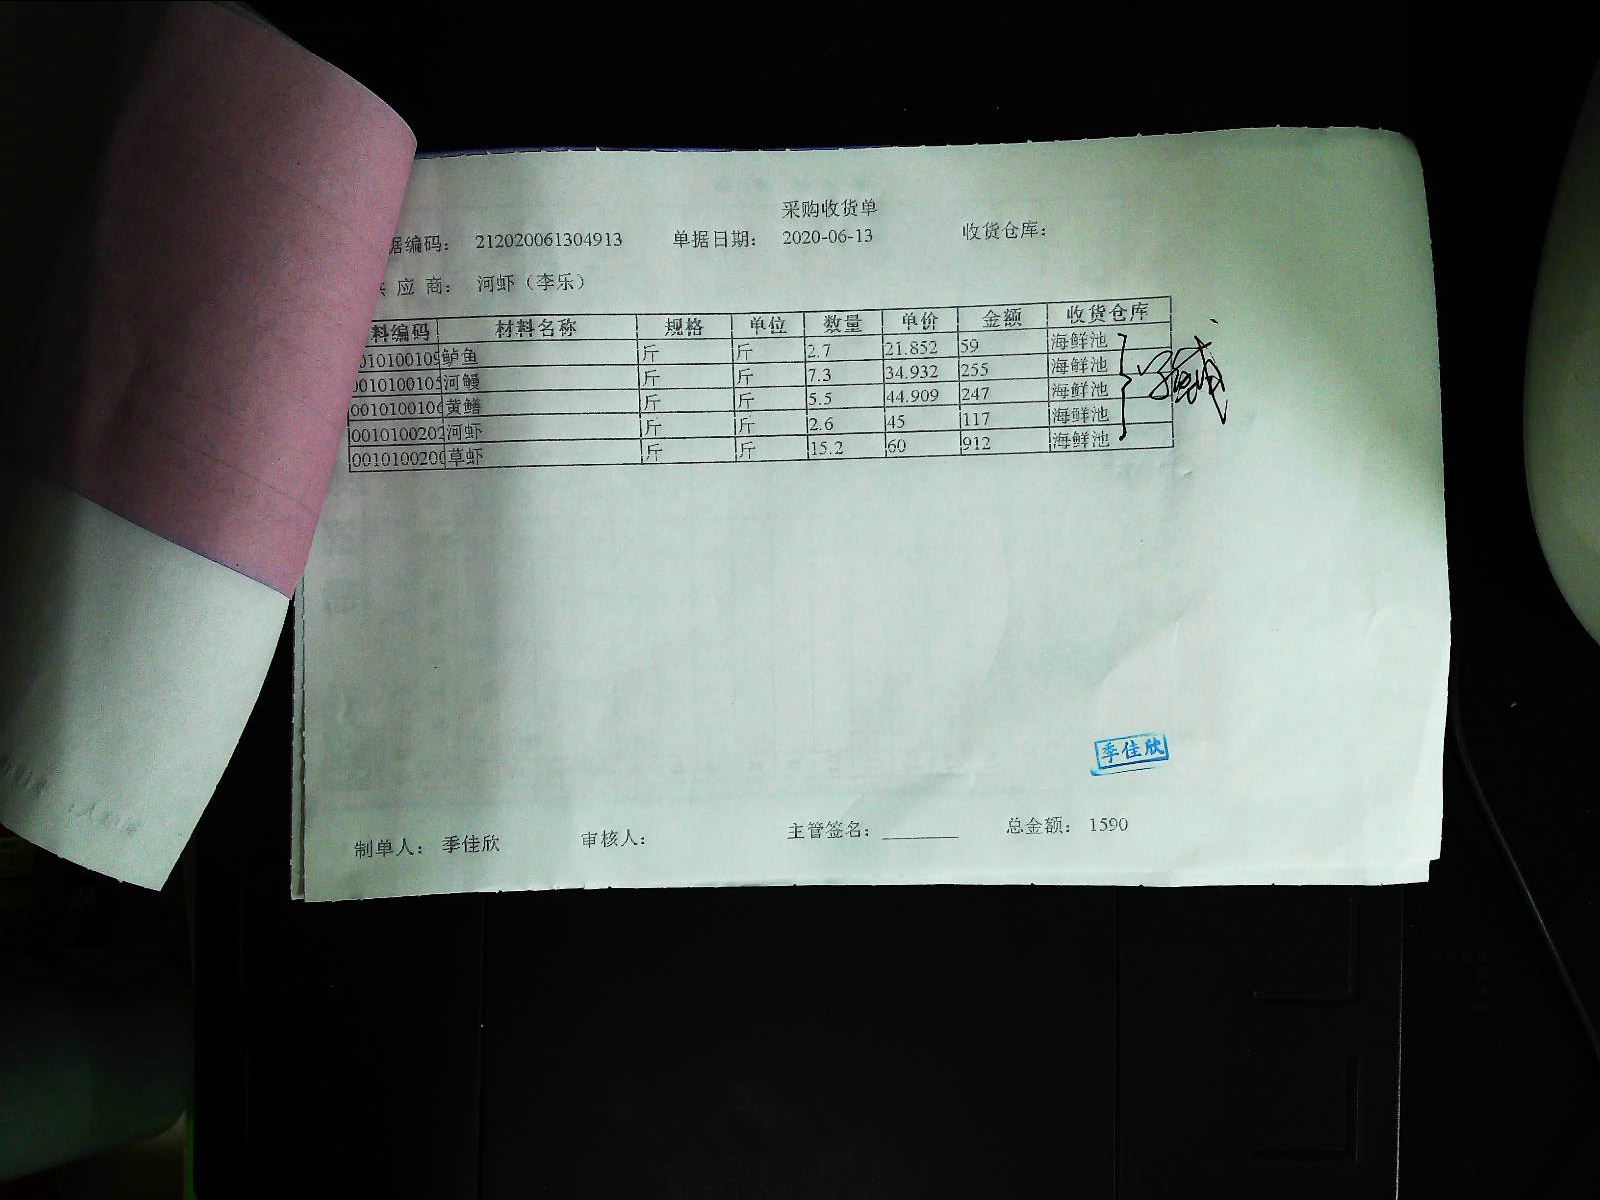 采购收货单
据编码： 212020061304913 单据日期： 2020-06-13 收货仓库：
应 商： 河虾（李乐）
料编码 材料名称 规格 单位 数量 单价 金额 收货仓库
鲈鱼 斤 斤 2.7 21.852 59 海鲜池
河鳗 斤 斤 7.3 34.932 255 海鲜池
黄鳝 斤 斤 5.5 44.909 247 海鲜池
0010100202 河虾 斤 斤 2.6 45 117 海鲜池
0010100200 草虾 斤 斤 15.2 60 912 海鲜池
季佳欣
制单人： 季佳欣 审核人： 主管签名： 总金额： 1590